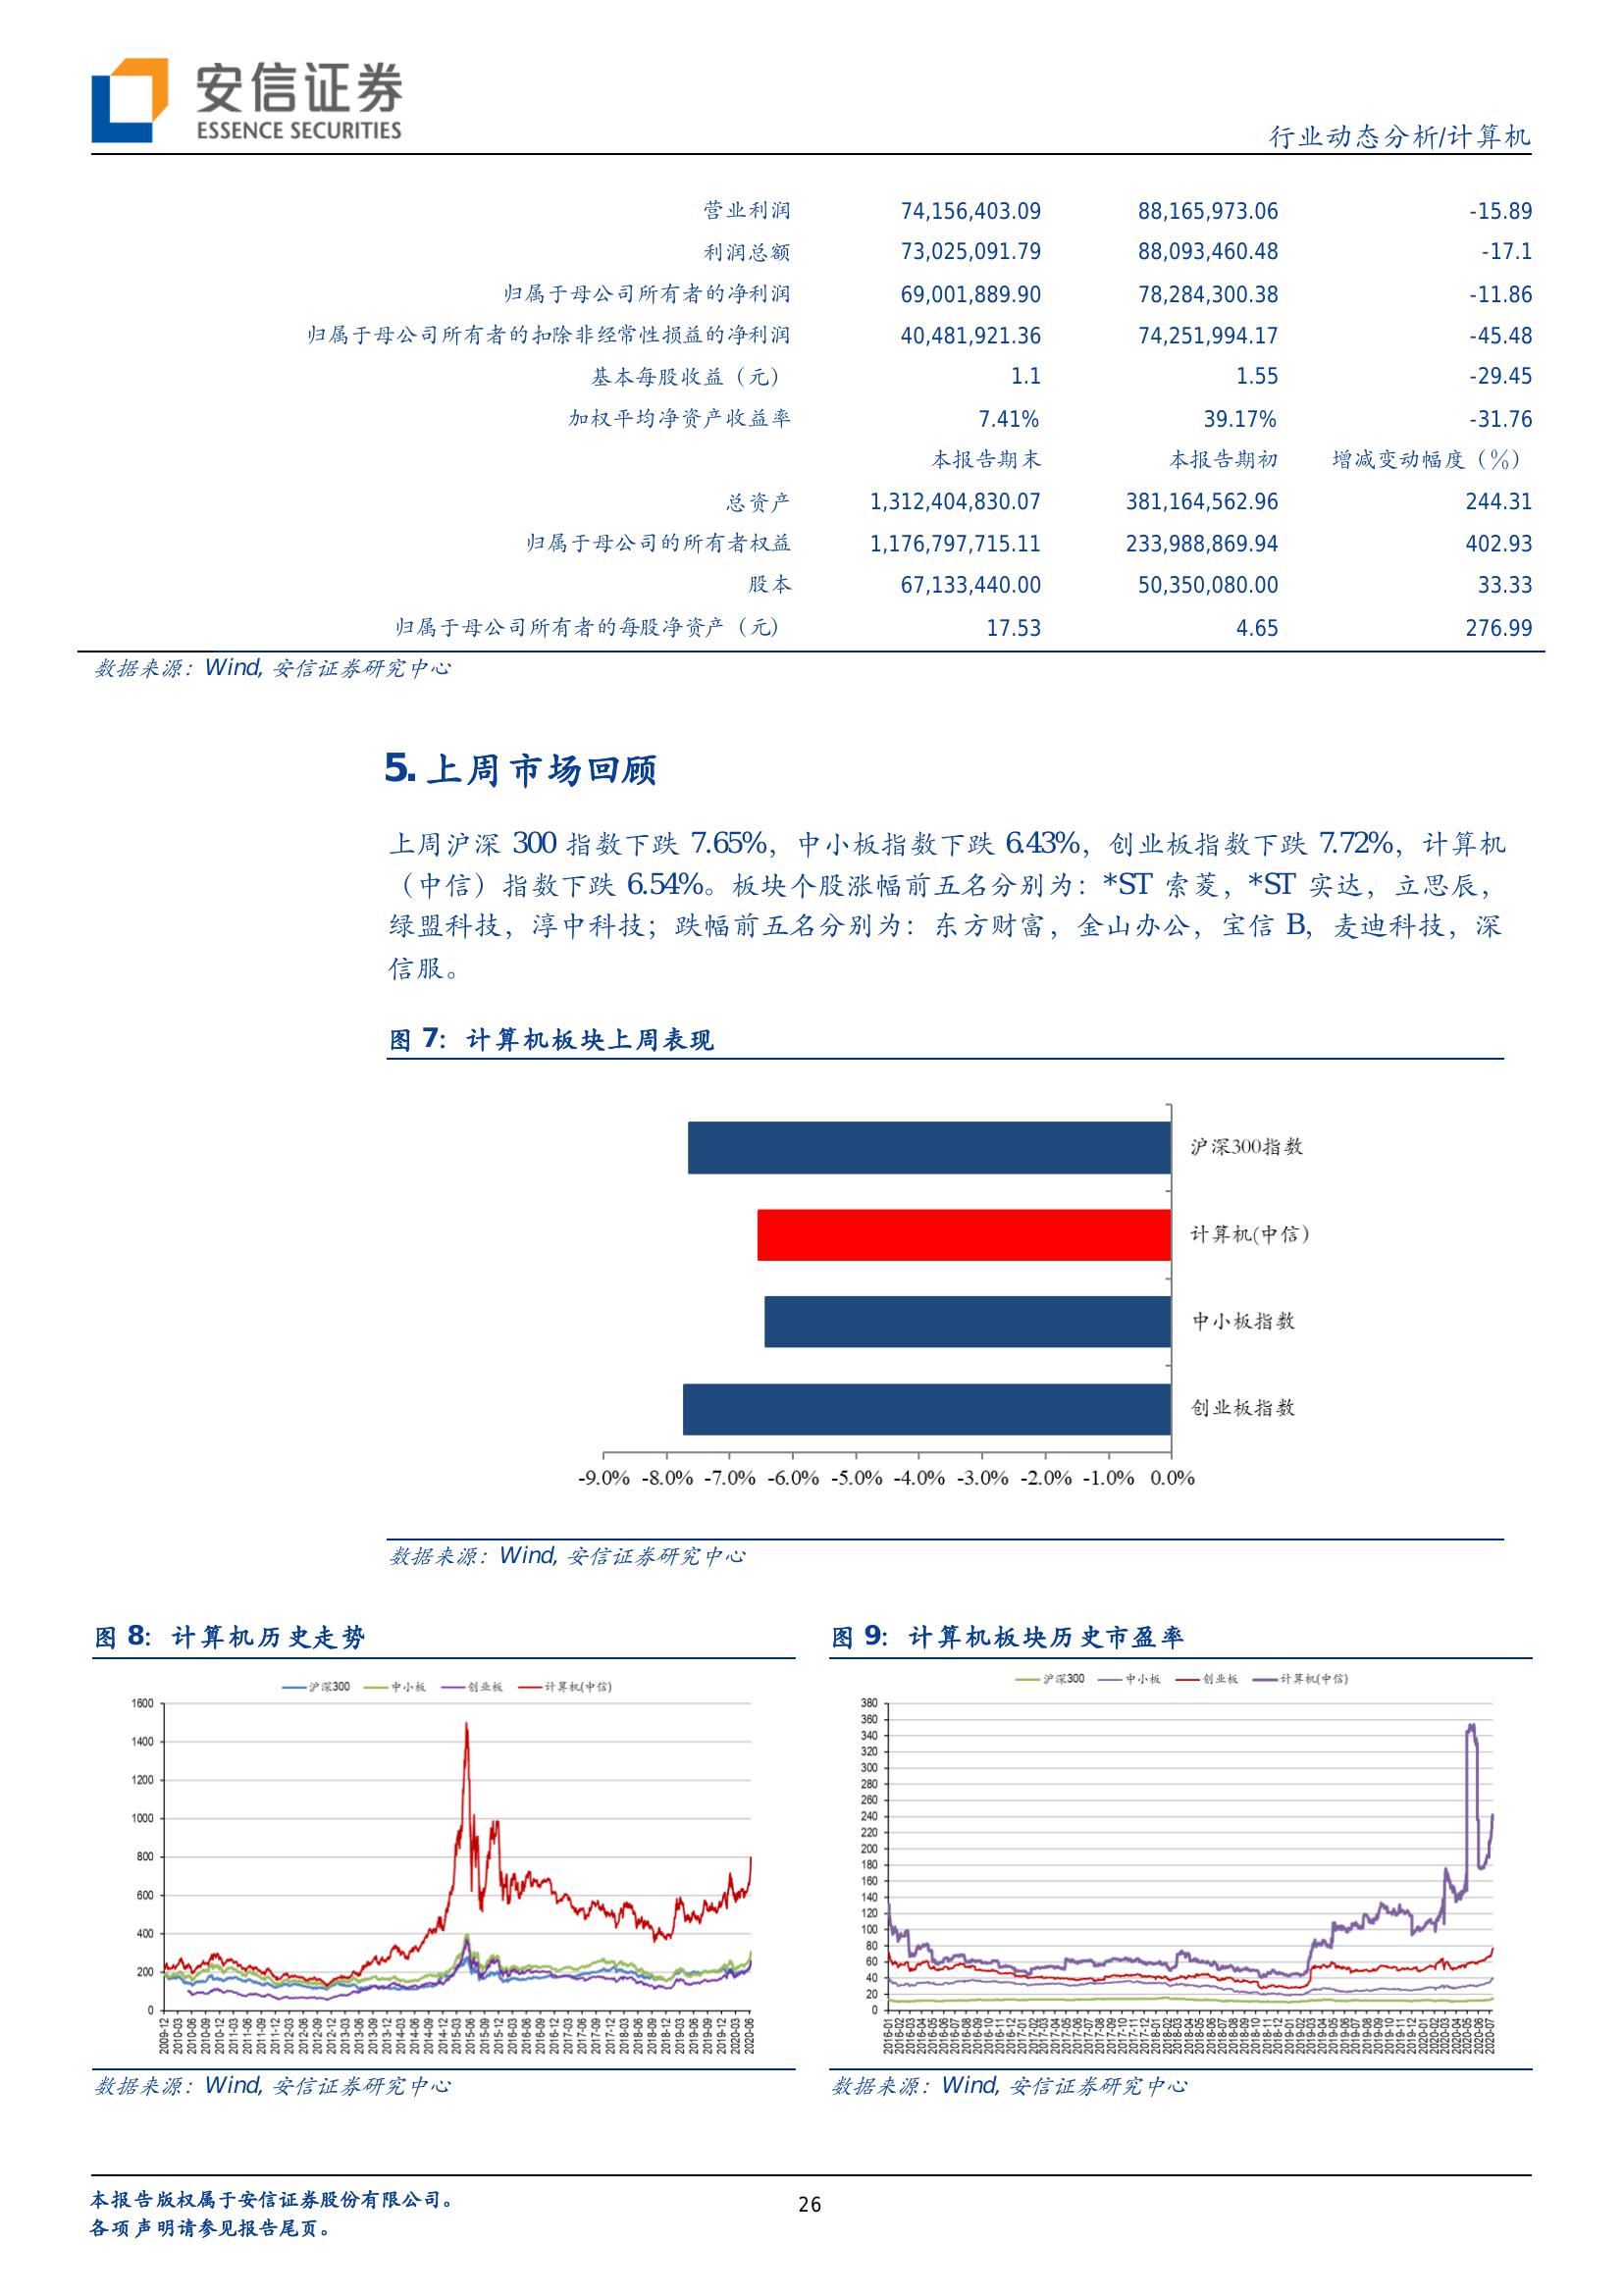 安信证券
ESSENCE SECURITIES
行业动态分析/计算机
营业利润 74,156,403.09 88,165,973.06 -15.89
利润总额 73,025,091.79 88,093,460.48 -17.1
归属于母公司所有者的净利润 69,001,889.90 78,284,300.38 -11.86
归属于母公司所有者的扣除非经常性损益的净利润 40,481,921.36 74,251,994.17 -45.48
基本每股收益（元） 1.1 1.55 -29.45
加权平均净资产收益率 7.41% 39.17% -31.76
本报告期末 本报告期初 增减变动幅度（%）
总资产 1,312,404,830.07 381,164,562.96 244.31
归属于母公司的所有者权益 1,176,797,715.11 233,988,869.94 402.93
股本 67,133,440.00 50,350,080.00 33.33
归属于母公司所有者的每股净资产（元） 17.53 4.65 276.99
数据来源：Wind, 安信证券研究中心
5. 上周市场回顾
上周沪深 300 指数下跌 7.65%，中小板指数下跌 6.43%，创业板指数下跌 7.72%，计算机
（中信）指数下跌 6.54%。板块个股涨幅前五名分别为：*ST 索菱，*ST 实达，立思辰，
绿盟科技，淳中科技；跌幅前五名分别为：东方财富，金山办公，宝信 B，麦迪科技，深
信服。
图 7：计算机板块上周表现
沪深300指数
计算机(中信)
中小板指数
创业板指数
-9.0% -8.0% -7.0% -6.0% -5.0% -4.0% -3.0% -2.0% -1.0% 0.0%
数据来源：Wind, 安信证券研究中心
图 8：计算机历史走势
沪深300 中小板 创业板 计算机(中信)
1600
1400
1200
1000
800
600
400
200
0
2009-12 2010-03 2010-06 2010-09 2010-12 2011-03 2011-06 2011-09 2011-12 2012-03 2012-06 2012-09 2012-12 2013-03 2013-06 2013-09 2013-12 2014-03 2014-06 2014-09 2014-12 2015-03 2015-06 2015-09 2015-12 2016-03 2016-06 2016-09 2016-12 2017-03 2017-06 2017-09 2017-12 2018-03 2018-06 2018-09 2018-12 2019-03 2019-06 2019-09 2019-12 2020-03 2020-06
数据来源：Wind, 安信证券研究中心
图 9：计算机板块历史市盈率
沪深300 中小板 创业板 计算机(中信)
380
360
340
320
300
280
260
240
220
200
180
160
140
120
100
80
60
40
20
0
2016-01 2016-02 2016-03 2016-04 2016-05 2016-06 2016-07 2016-08 2016-09 2016-10 2016-11 2016-12 2017-01 2017-02 2017-03 2017-04 2017-05 2017-06 2017-07 2017-08 2017-09 2017-10 2017-11 2017-12 2018-01 2018-02 2018-03 2018-04 2018-05 2018-06 2018-07 2018-08 2018-09 2018-10 2018-11 2018-12 2019-01 2019-02 2019-03 2019-04 2019-05 2019-06 2019-07 2019-08 2019-09 2019-10 2019-11 2019-12 2020-01 2020-02 2020-03 2020-04 2020-05 2020-06 2020-07
数据来源：Wind, 安信证券研究中心
本报告版权属于安信证券股份有限公司。
各项声明请参见报告尾页。
26